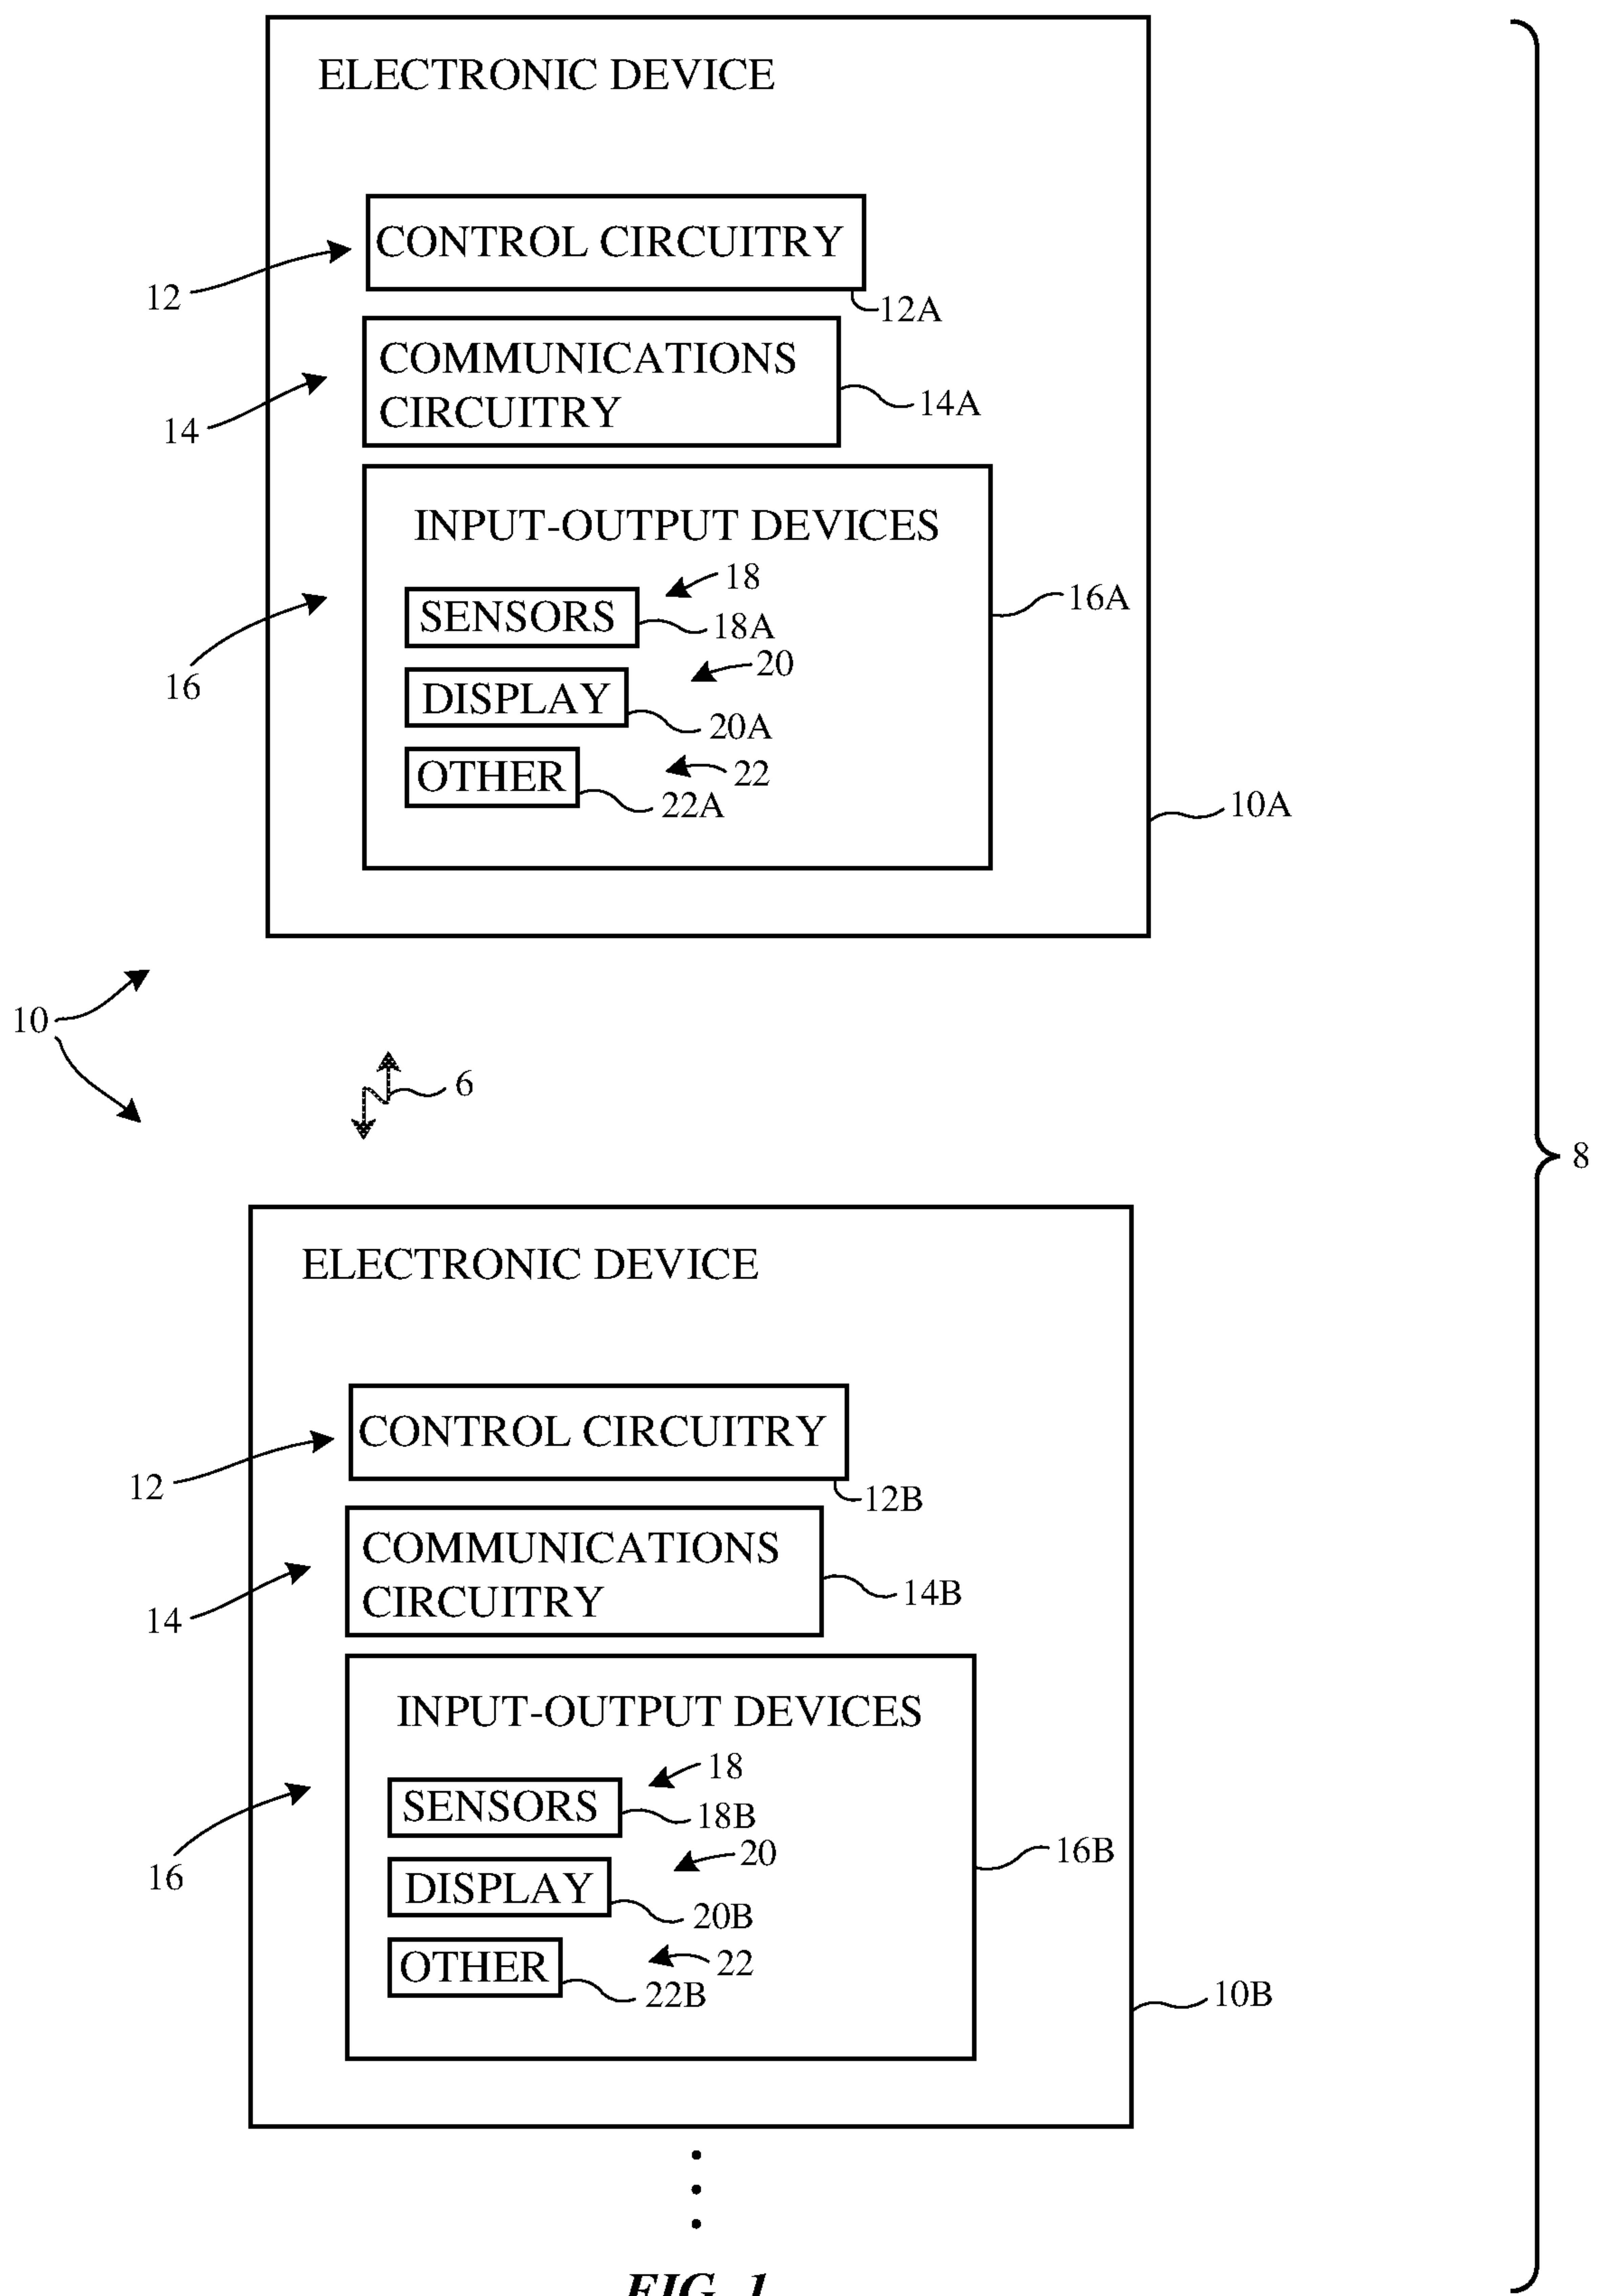 ELECTRONIC DEVICE
CONTROL CIRCUITRY
12
12A
COMMUNICATIONS
CIRCUITRY
14A
14
INPUT-OUTPUT DEVICES
18
16A
SENSORS
18A
20
16
DISPLAY
20A
OTHER
22
22A
10A
10
6
8
ELECTRONIC DEVICE
CONTROL CIRCUITRY
12
12B
COMMUNICATIONS
CIRCUITRY
14B
14
INPUT-OUTPUT DEVICES
18
SENSORS
18B
20
16B
16
DISPLAY
20B
OTHER
22
22B
10B
FIG. 1